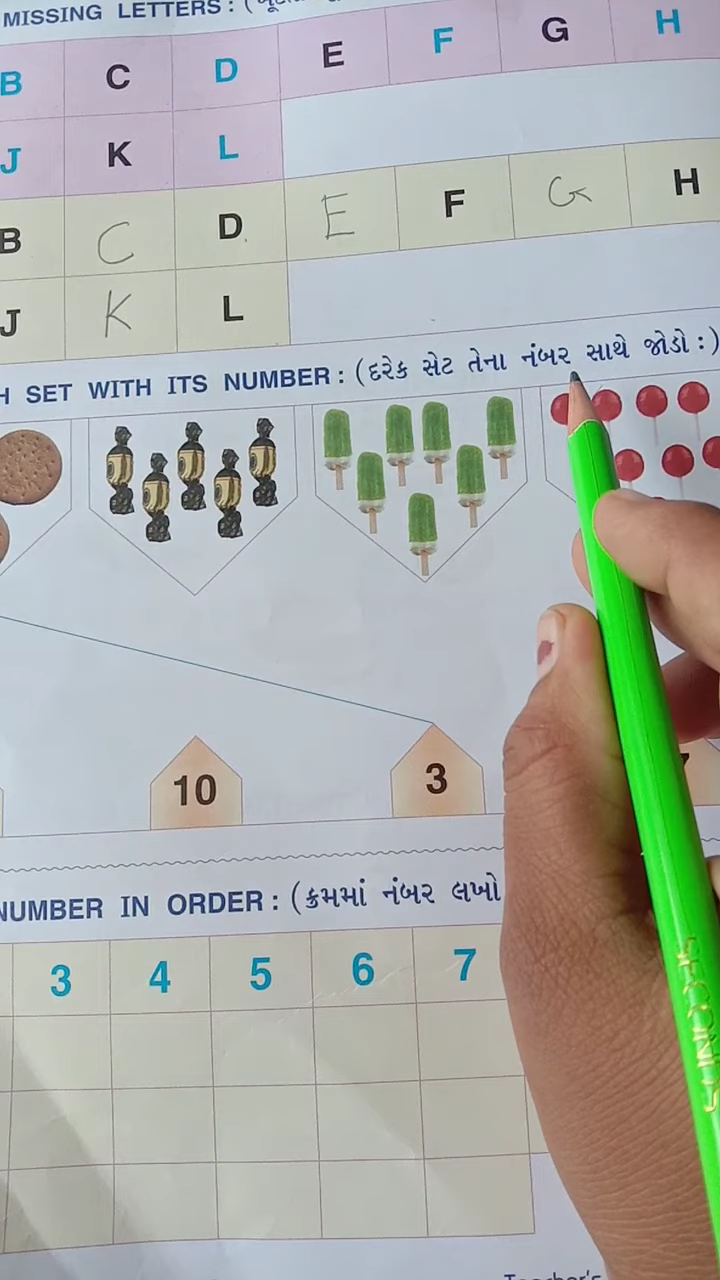 MISSING LETTERS : (
B C D E F G H
J K L
B C D E F G H
J K L
SET WITH ITS NUMBER : (દરેક સેટ તેના નંબર સાથે જોડો :)
10 3
NUMBER IN ORDER : (ક્રમમાં નંબર લખો
3 4 5 6 7
Teacher's